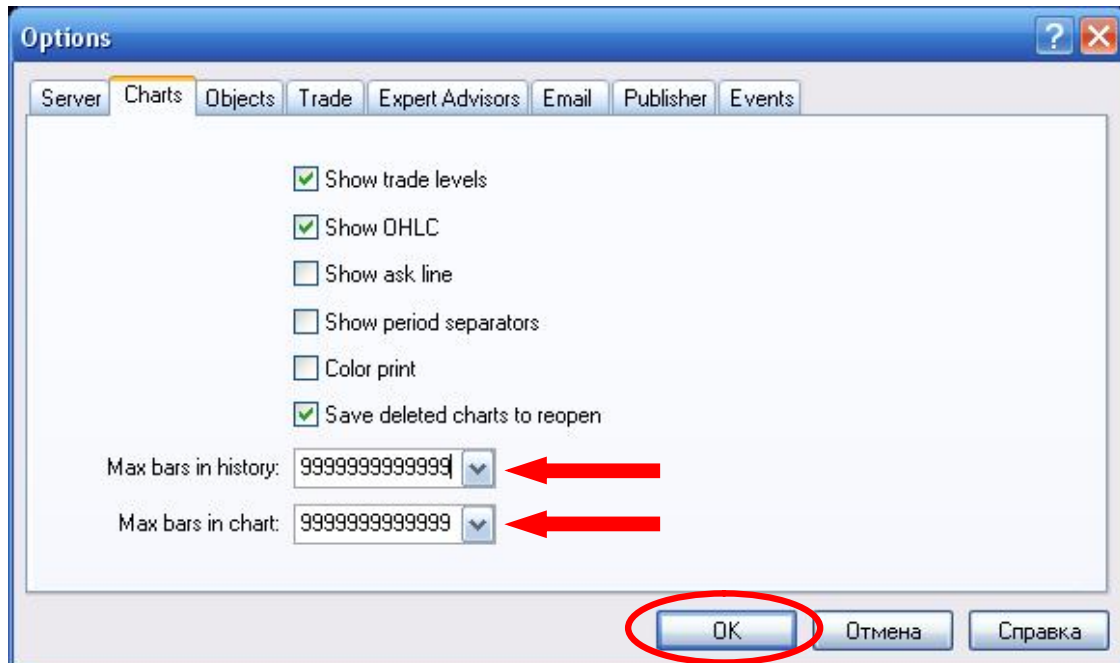 Options
Server Charts Objects Trade Expert Advisors Email Publisher Events
Show trade levels
Show OHLC
Show ask line
Show period separators
Color print
Save deleted charts to reopen
Max bars in history: 9999999999999
Max bars in chart: 9999999999999
OK Отмена Справка